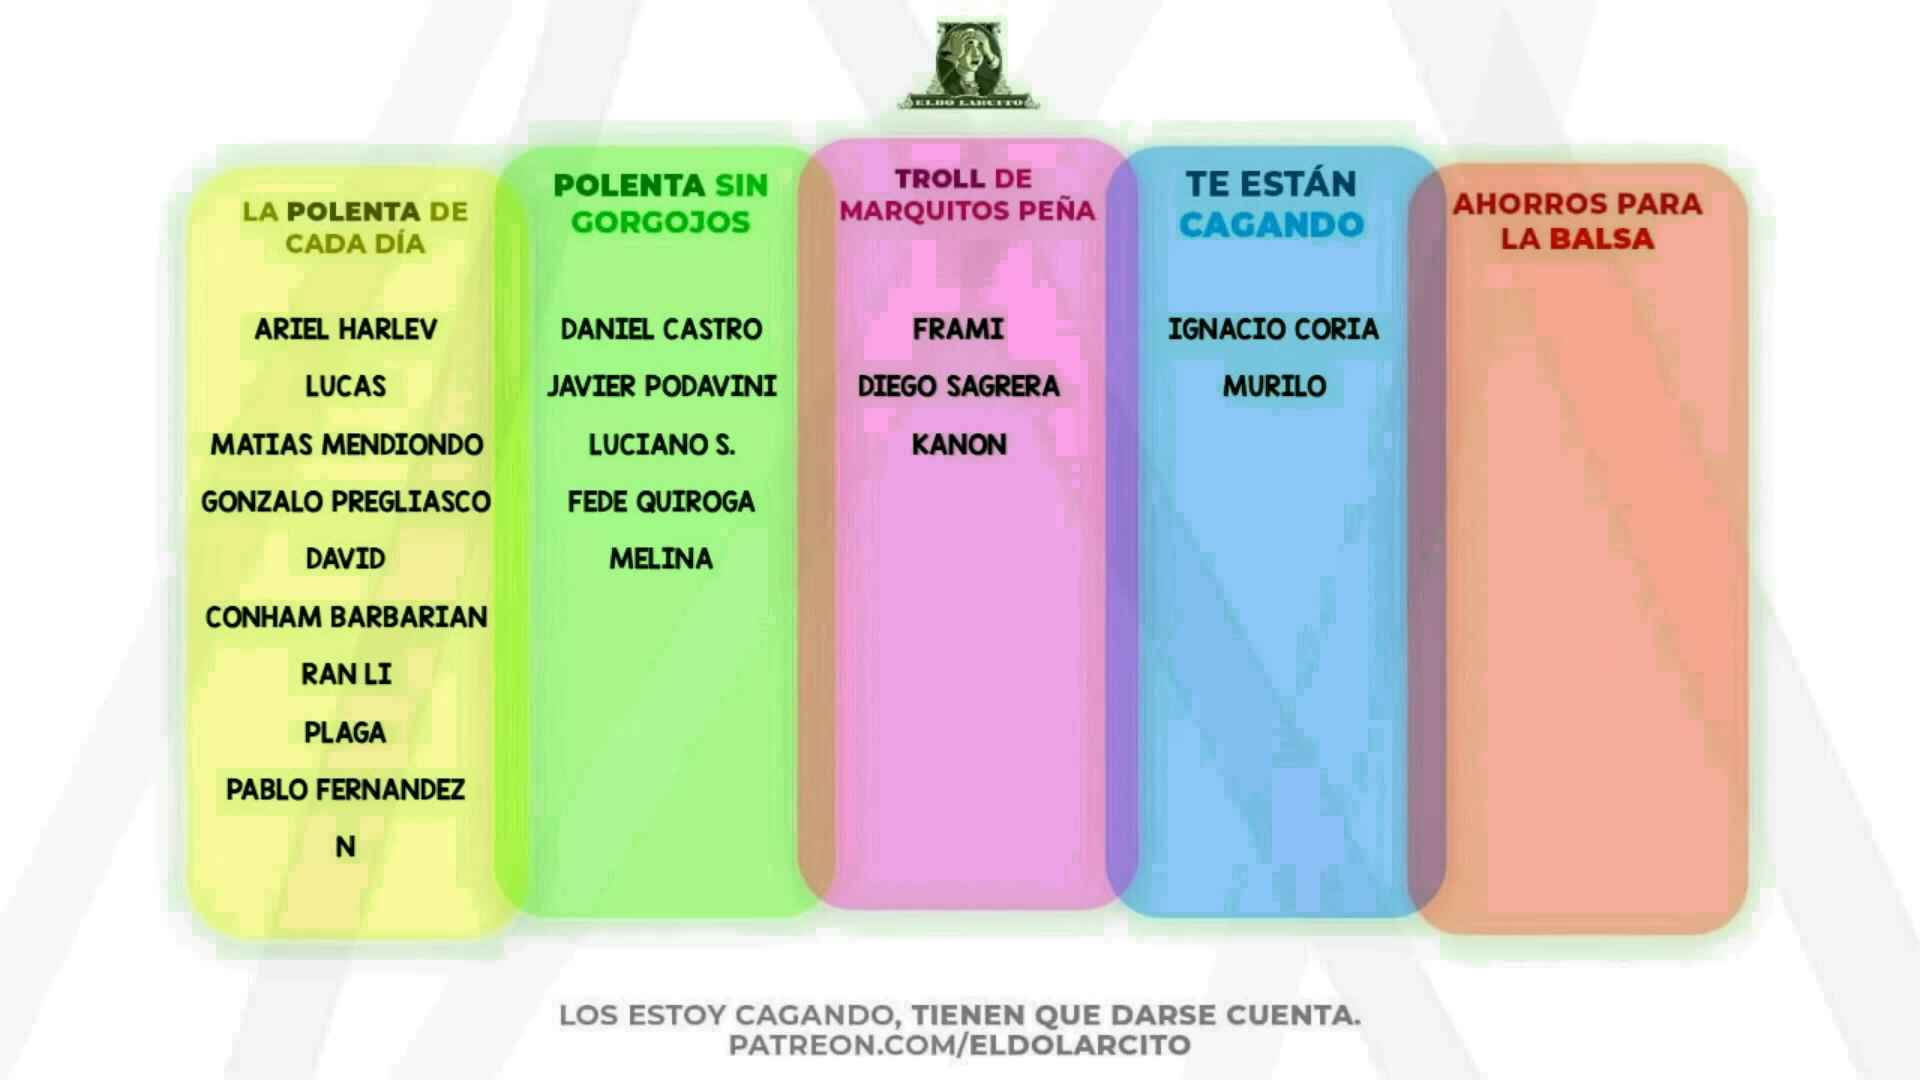 ELDO LARCITO
LA POLENTA DE
CADA DÍA
ARIEL HARLEV
LUCAS
MATIAS MENDIONDO
GONZALO PREGLIASCO
DAVID
CONHAM BARBARIAN
RAN LI
PLAGA
PABLO FERNANDEZ
N
POLENTA SIN
GORGOJOS
DANIEL CASTRO
JAVIER PODAVINI
LUCIANO S.
FEDE QUIROGA
MELINA
TROLL DE
MARQUITOS PEÑA
FRAMI
DIEGO SAGRERA
KANON
TE ESTÁN
CAGANDO
IGNACIO CORIA
MURILO
AHORROS PARA
LA BALSA
LOS ESTOY CAGANDO, TIENEN QUE DARSE CUENTA.
PATREON.COM/ELDOLARCITO